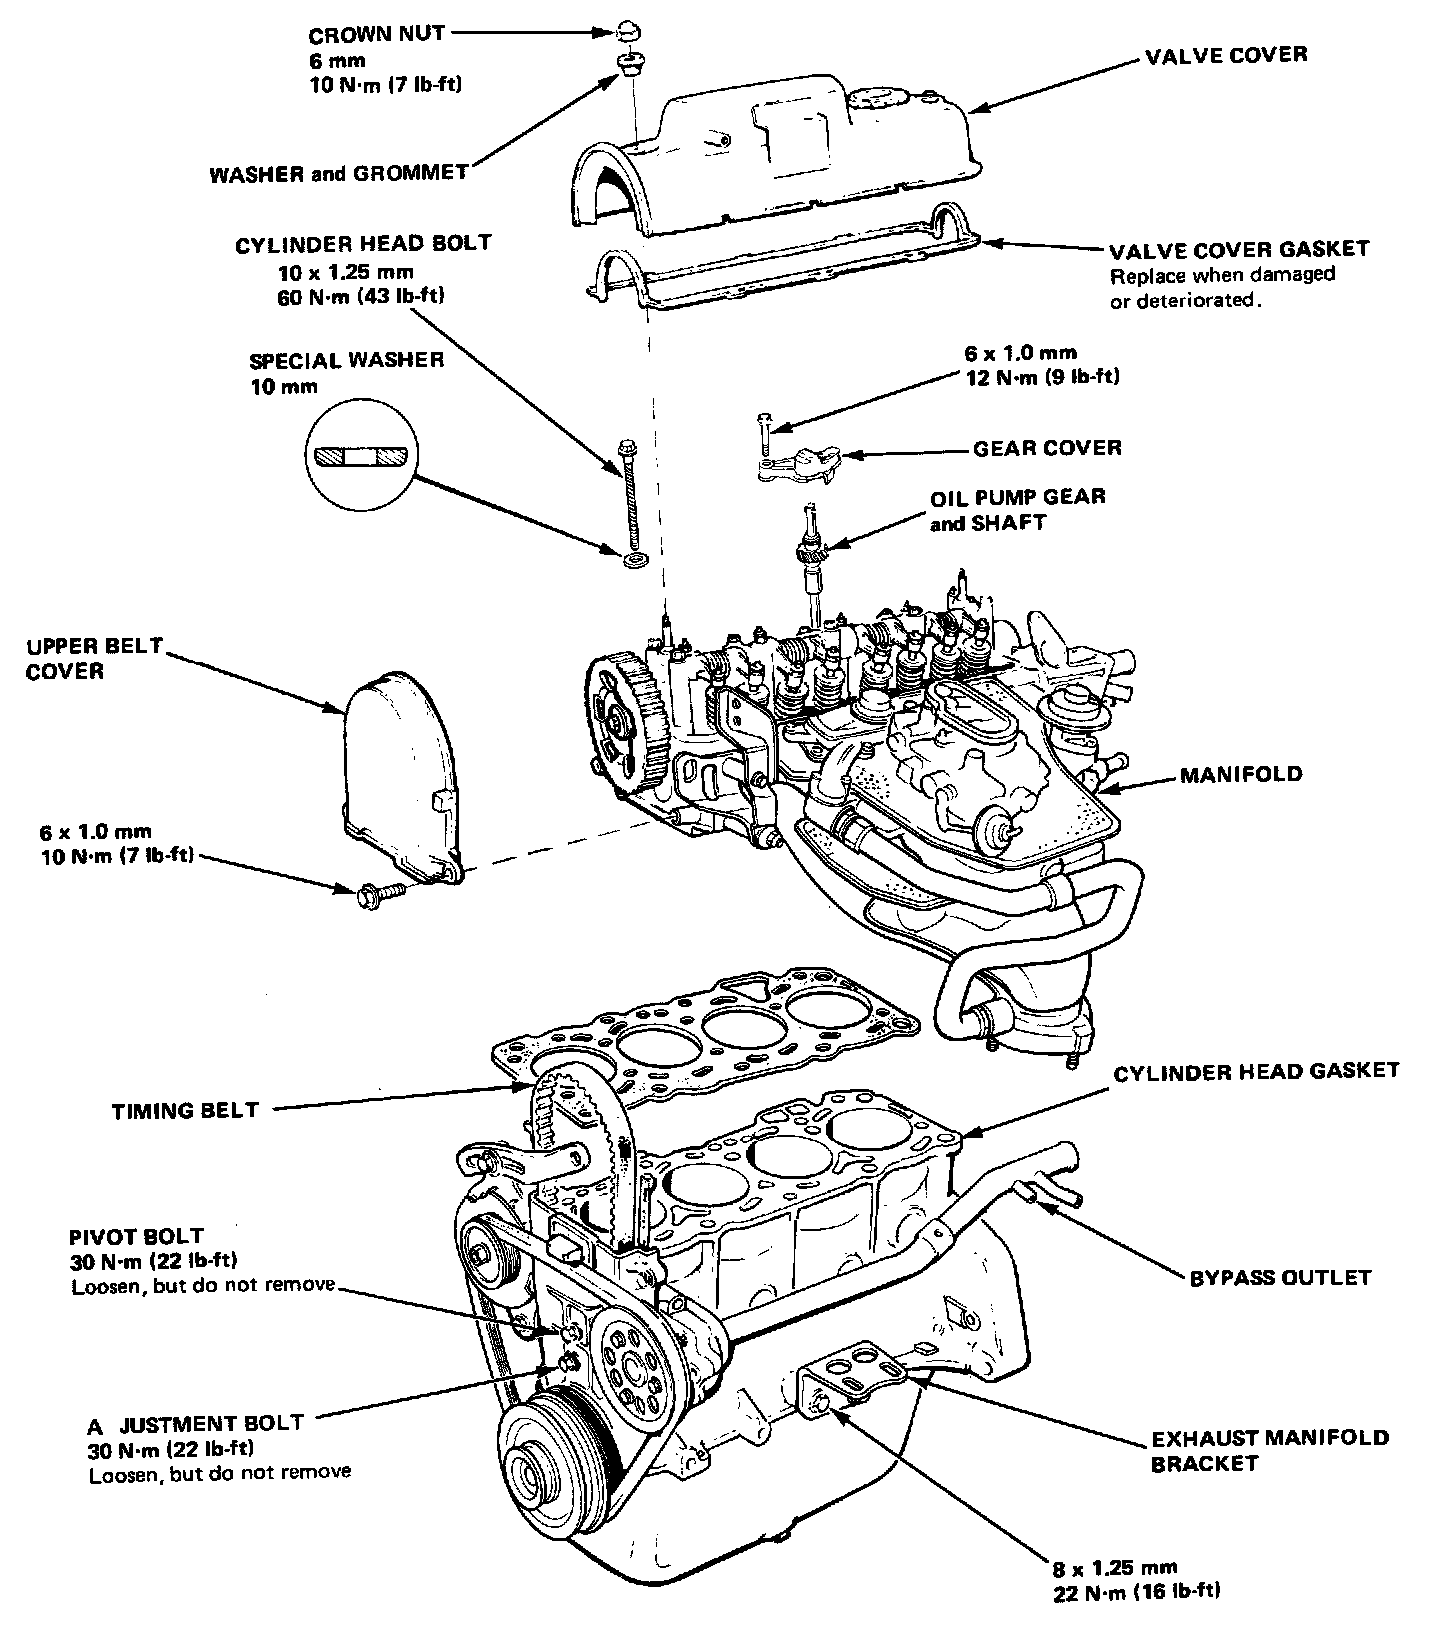 CROWN NUT
6 mm
10 N·m (7 lb-ft)
VALVE COVER
WASHER and GROMMET
CYLINDER HEAD BOLT
10 x 1.25 mm
60 N·m (43 lb-ft)
VALVE COVER GASKET
Replace when damaged
or deteriorated.
SPECIAL WASHER
10 mm
6 x 1.0 mm
12 N·m (9 lb-ft)
GEAR COVER
OIL PUMP GEAR
and SHAFT
UPPER BELT
COVER
MANIFOLD
6 x 1.0 mm
10 N·m (7 lb-ft)
CYLINDER HEAD GASKET
TIMING BELT
PIVOT BOLT
30 N·m (22 lb-ft)
Loosen, but do not remove
BYPASS OUTLET
A JUSTMENT BOLT
30 N·m (22 lb-ft)
Loosen, but do not remove
EXHAUST MANIFOLD
BRACKET
8 x 1.25 mm
22 N·m (16 lb-ft)